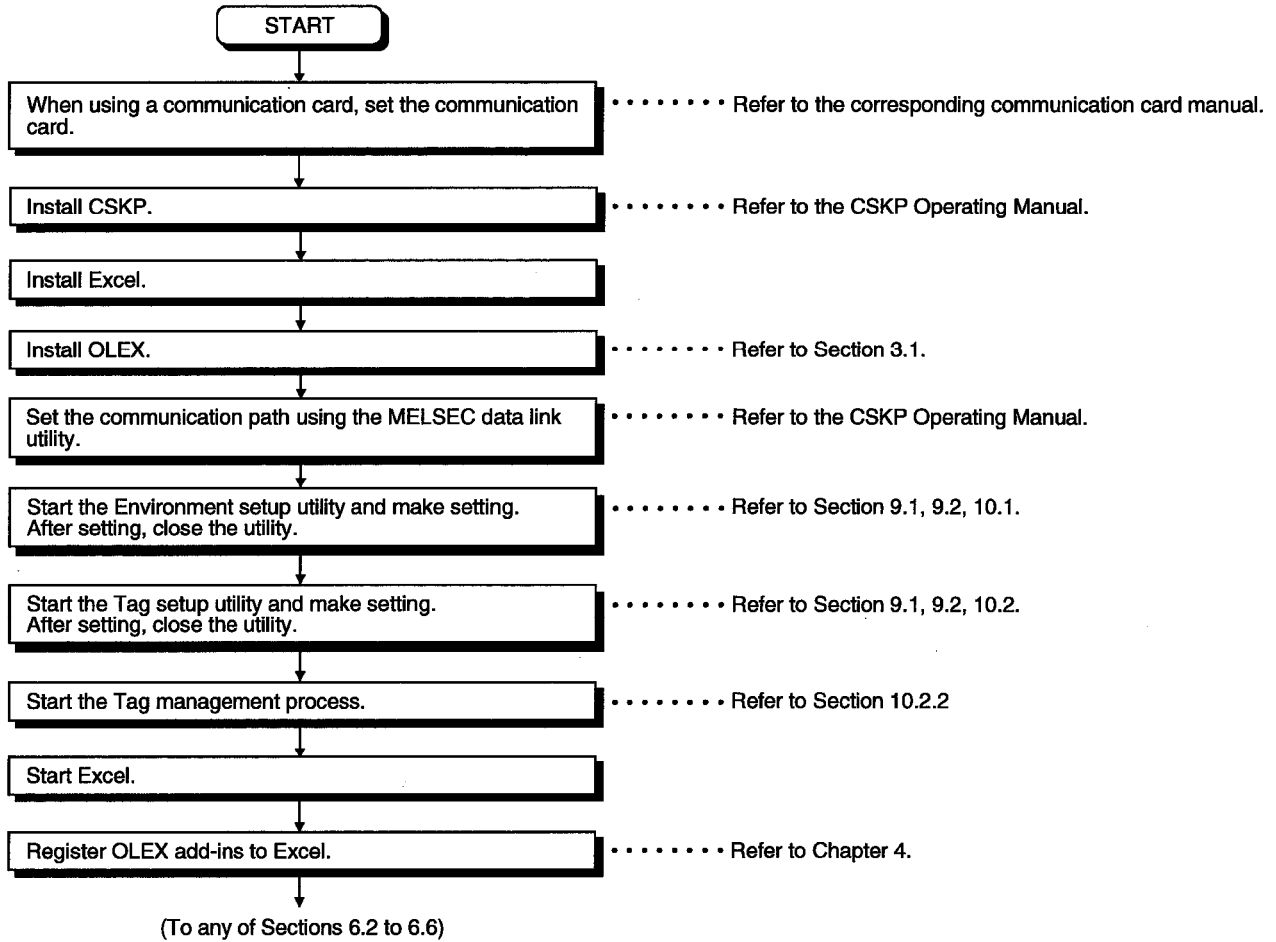 START
When using a communication card, set the communication
card.
Refer to the corresponding communication card manual.
Install CSKP.
Refer to the CSKP Operating Manual.
Install Excel.
Install OLEX.
Refer to Section 3.1.
Set the communication path using the MELSEC data link
utility.
Refer to the CSKP Operating Manual.
Start the Environment setup utility and make setting.
After setting, close the utility.
Refer to Section 9.1, 9.2, 10.1.
Start the Tag setup utility and make setting.
After setting, close the utility.
Refer to Section 9.1, 9.2, 10.2.
Start the Tag management process.
Refer to Section 10.2.2
Start Excel.
Register OLEX add-ins to Excel.
Refer to Chapter 4.
(To any of Sections 6.2 to 6.6)